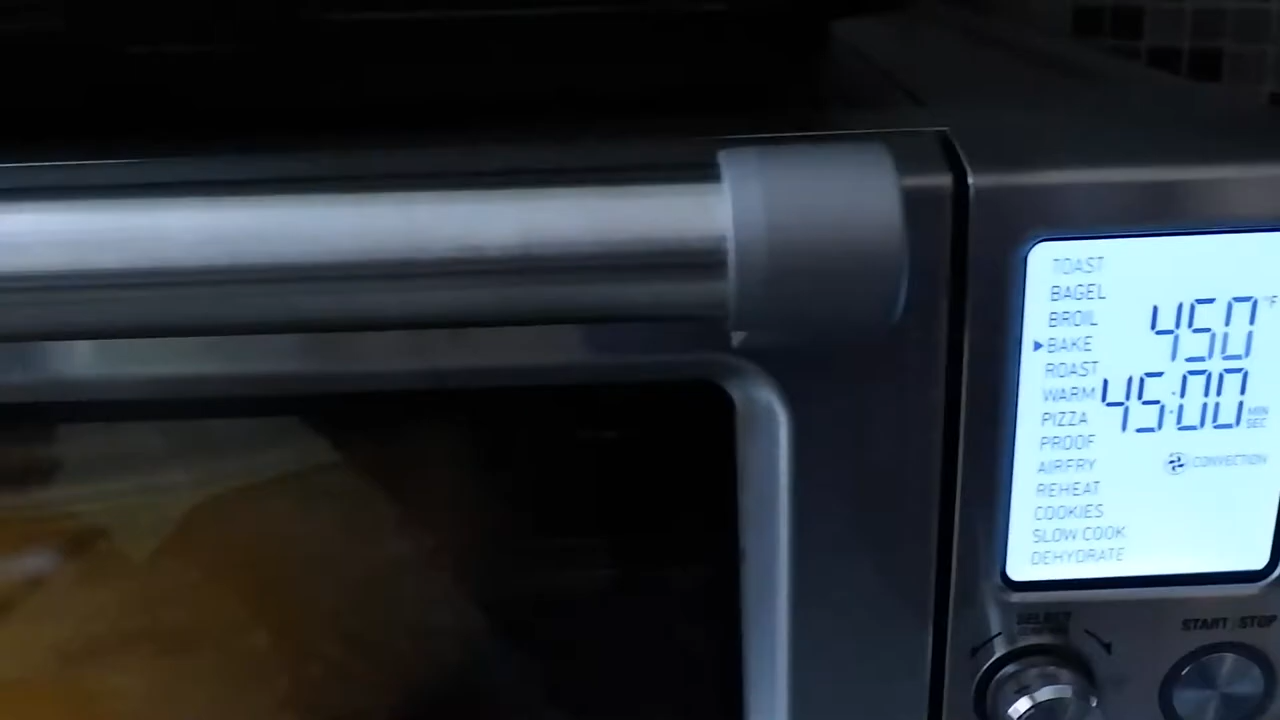 TOAST
BAGEL
BROIL
450 °F
BAKE
ROAST
WARM
45:00 MIN SEC
PIZZA
PROOF
AIRFRY
CONVECTION
REHEAT
COOKIES
SLOW COOK
DEHYDRATE
SELECT
START / STOP